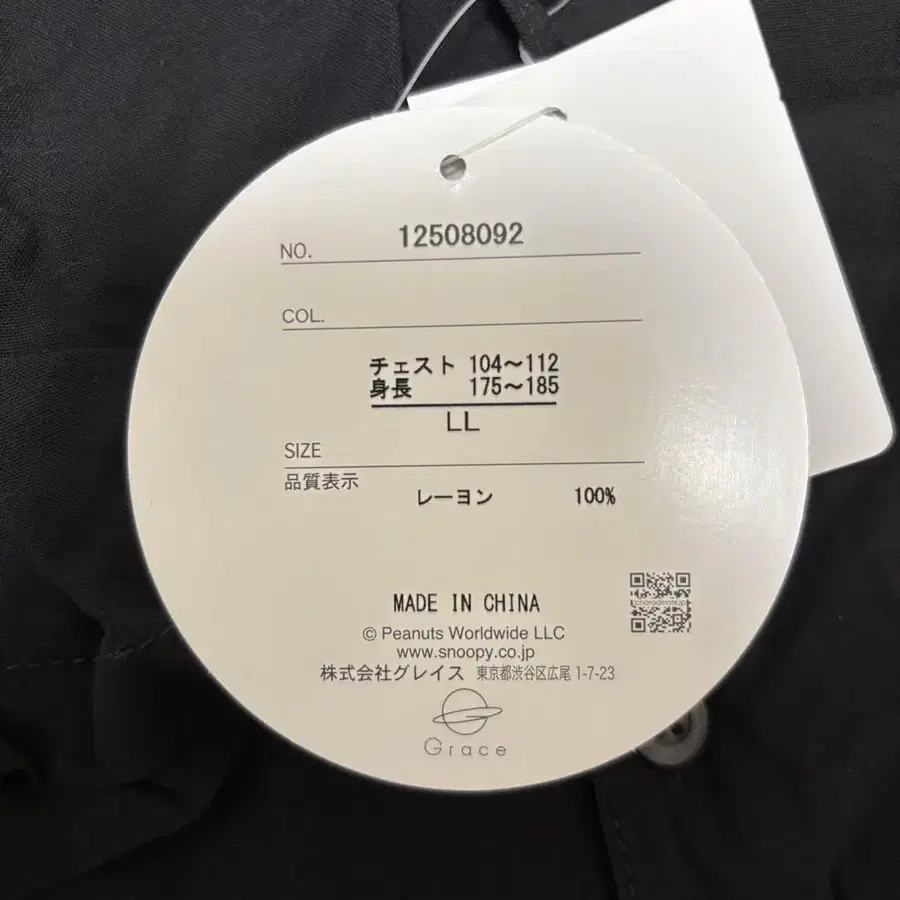 NO. 12508092
COL.
チェスト 104〜112
身長 175〜185
LL
SIZE
品質表示
レーヨン 100%
MADE IN CHINA
© Peanuts Worldwide LLC
www.snoopy.co.jp
株式会社グレイス 東京都渋谷区広尾 1-7-23
Grace